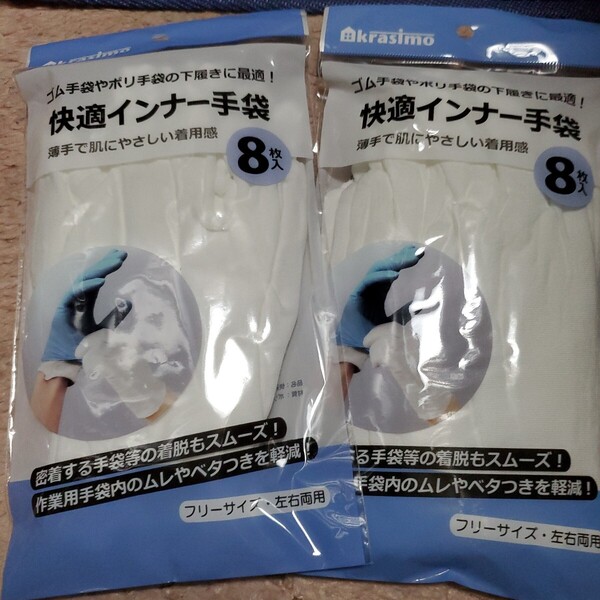 krasimo
ゴム手袋やポリ手袋の下履きに最適！
快適インナー手袋
薄手で肌にやさしい着用感
8枚入
密着する手袋等の着脱もスムーズ！
作業用手袋内のムレやベタつきを軽減！
フリーサイズ・左右両用
krasimo
ゴム手袋やポリ手袋の下履きに最適！
快適インナー手袋
薄手で肌にやさしい着用感
8枚入
る手袋等の着脱もスムーズ！
手袋内のムレやベタつきを軽減！
フリーサイズ・左右両用